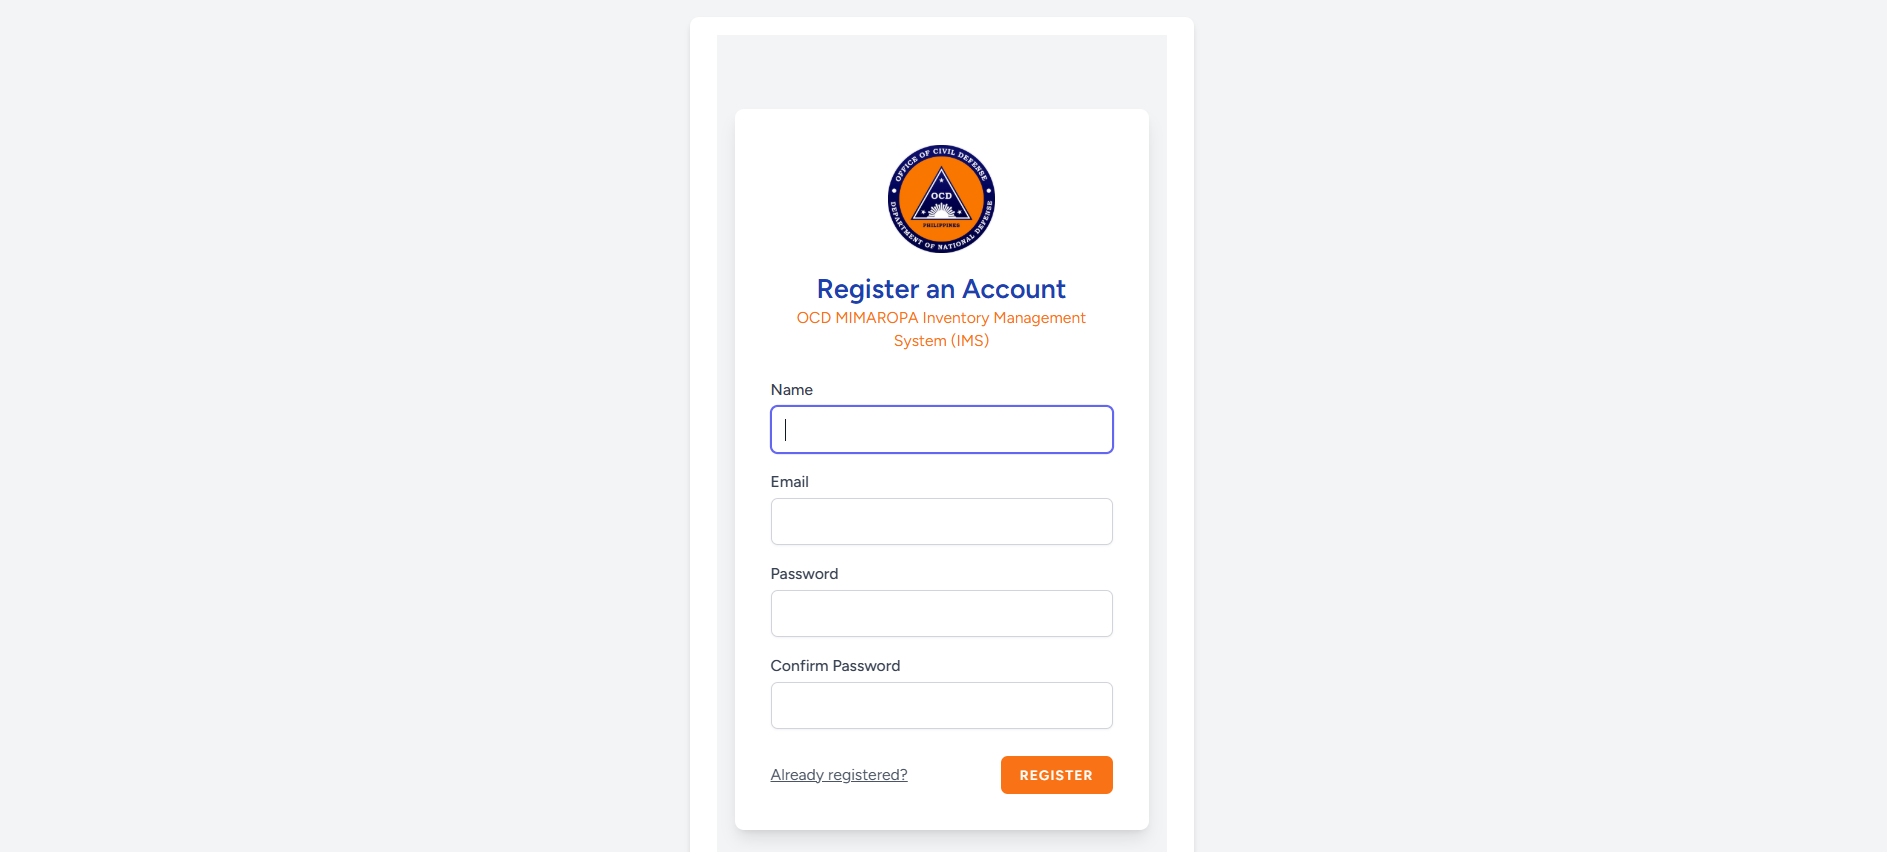 OFFICE OF CIVIL DEFENSE
OCD
PHILIPPINES
DEPARTMENT OF NATIONAL DEFENSE
Register an Account
OCD MIMAROPA Inventory Management
System (IMS)
Name
Email
Password
Confirm Password
Already registered?
REGISTER